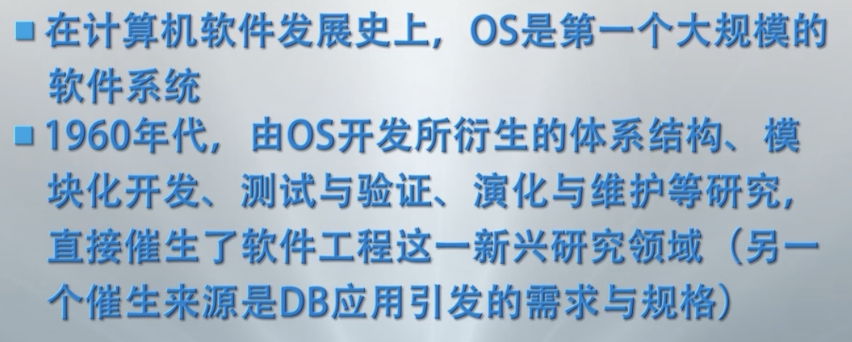 ■在计算机软件发展史上，OS是第一个大规模的
软件系统
■1960年代，由OS开发所衍生的体系结构、模
块化开发、测试与验证、演化与维护等研究，
直接催生了软件工程这一新兴研究领域（另一
个催生来源是DB应用引发的需求与规格）